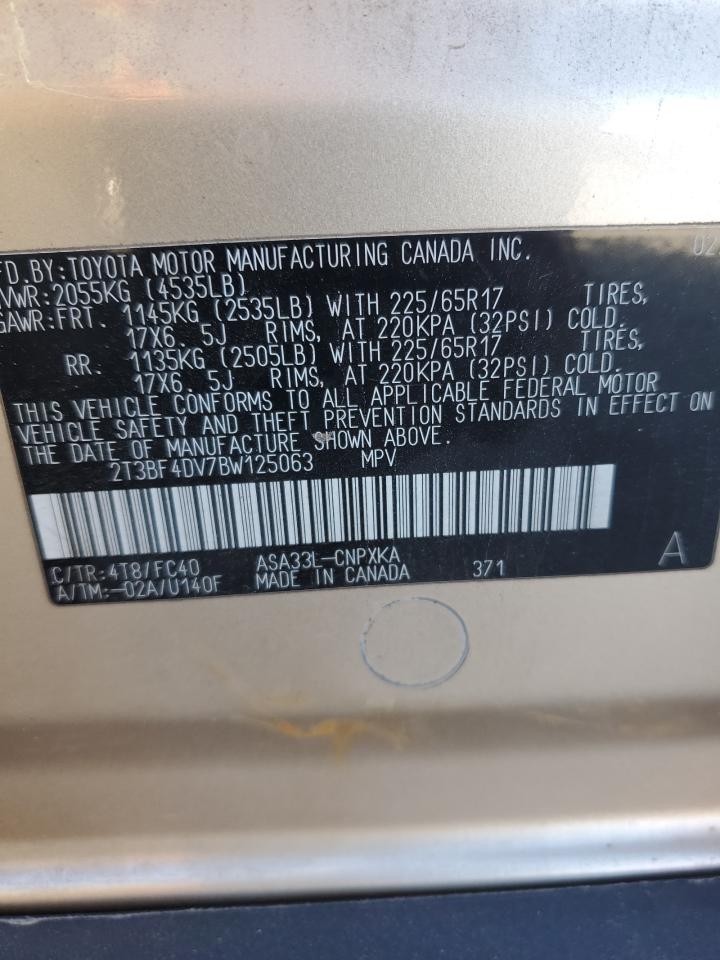 FD. BY: TOYOTA MOTOR MANUFACTURING CANADA INC. 02
VWR: 2055KG (4535LB)
GAWR: FRT. 1145KG (2535LB) WITH 225/65R17 TIRES,
17X6.5J RIMS, AT 220KPA (32PSI) COLD.
RR. 1135KG (2505LB) WITH 225/65R17 TIRES,
17X6.5J RIMS, AT 220KPA (32PSI) COLD.
THIS VEHICLE CONFORMS TO ALL APPLICABLE FEDERAL MOTOR
VEHICLE SAFETY AND THEFT PREVENTION STANDARDS IN EFFECT ON
THE DATE OF MANUFACTURE SHOWN ABOVE.
2T3BF4DV7BW125063 MPV
C/TR: 4T8/FC40 ASA33L-CNPXKA 371 A
A/TM: -02A/U140F MADE IN CANADA